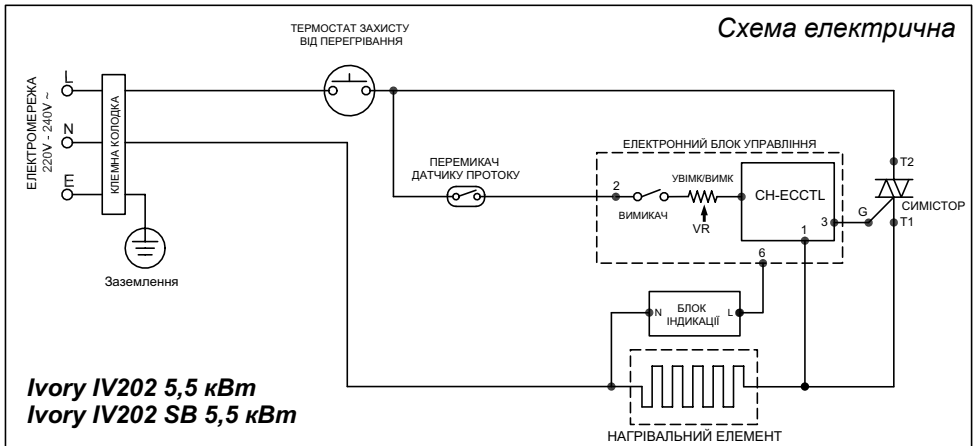 Схема електрична
ТЕРМОСТАТ ЗАХИСТУ
ВІД ПЕРЕГРІВАННЯ
ЕЛЕКТРОМЕРЕЖА
220V - 240V ~
L
N
E
КЛЕМНА КОЛОДКА
Заземлення
ПЕРЕМИКАЧ
ДАТЧИКУ ПРОТОКУ
ЕЛЕКТРОННИЙ БЛОК УПРАВЛІННЯ
2
ВИМИКАЧ
УВІМК/ВИМК
VR
CH-ECCTL
3
1
6
G
T2
СИМІСТОР
T1
N
БЛОК
ІНДИКАЦІЇ
L
НАГРІВАЛЬНИЙ ЕЛЕМЕНТ
Ivory IV202 5,5 кВт
Ivory IV202 SB 5,5 кВт